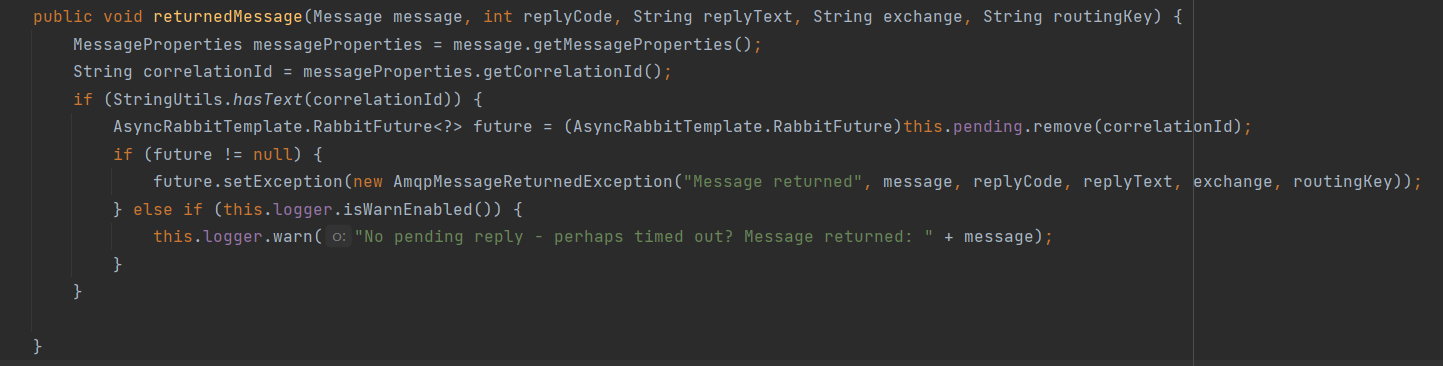 public void returnedMessage(Message message, int replyCode, String replyText, String exchange, String routingKey) {
MessageProperties messageProperties = message.getMessageProperties();
String correlationId = messageProperties.getCorrelationId();
if (StringUtils.hasText(correlationId)) {
AsyncRabbitTemplate.RabbitFuture<?> future = (AsyncRabbitTemplate.RabbitFuture)this.pending.remove(correlationId);
if (future != null) {
future.setException(new AmqpMessageReturnedException("Message returned", message, replyCode, replyText, exchange, routingKey));
} else if (this.logger.isWarnEnabled()) {
this.logger.warn( o: "No pending reply - perhaps timed out? Message returned: " + message);
}
}
}